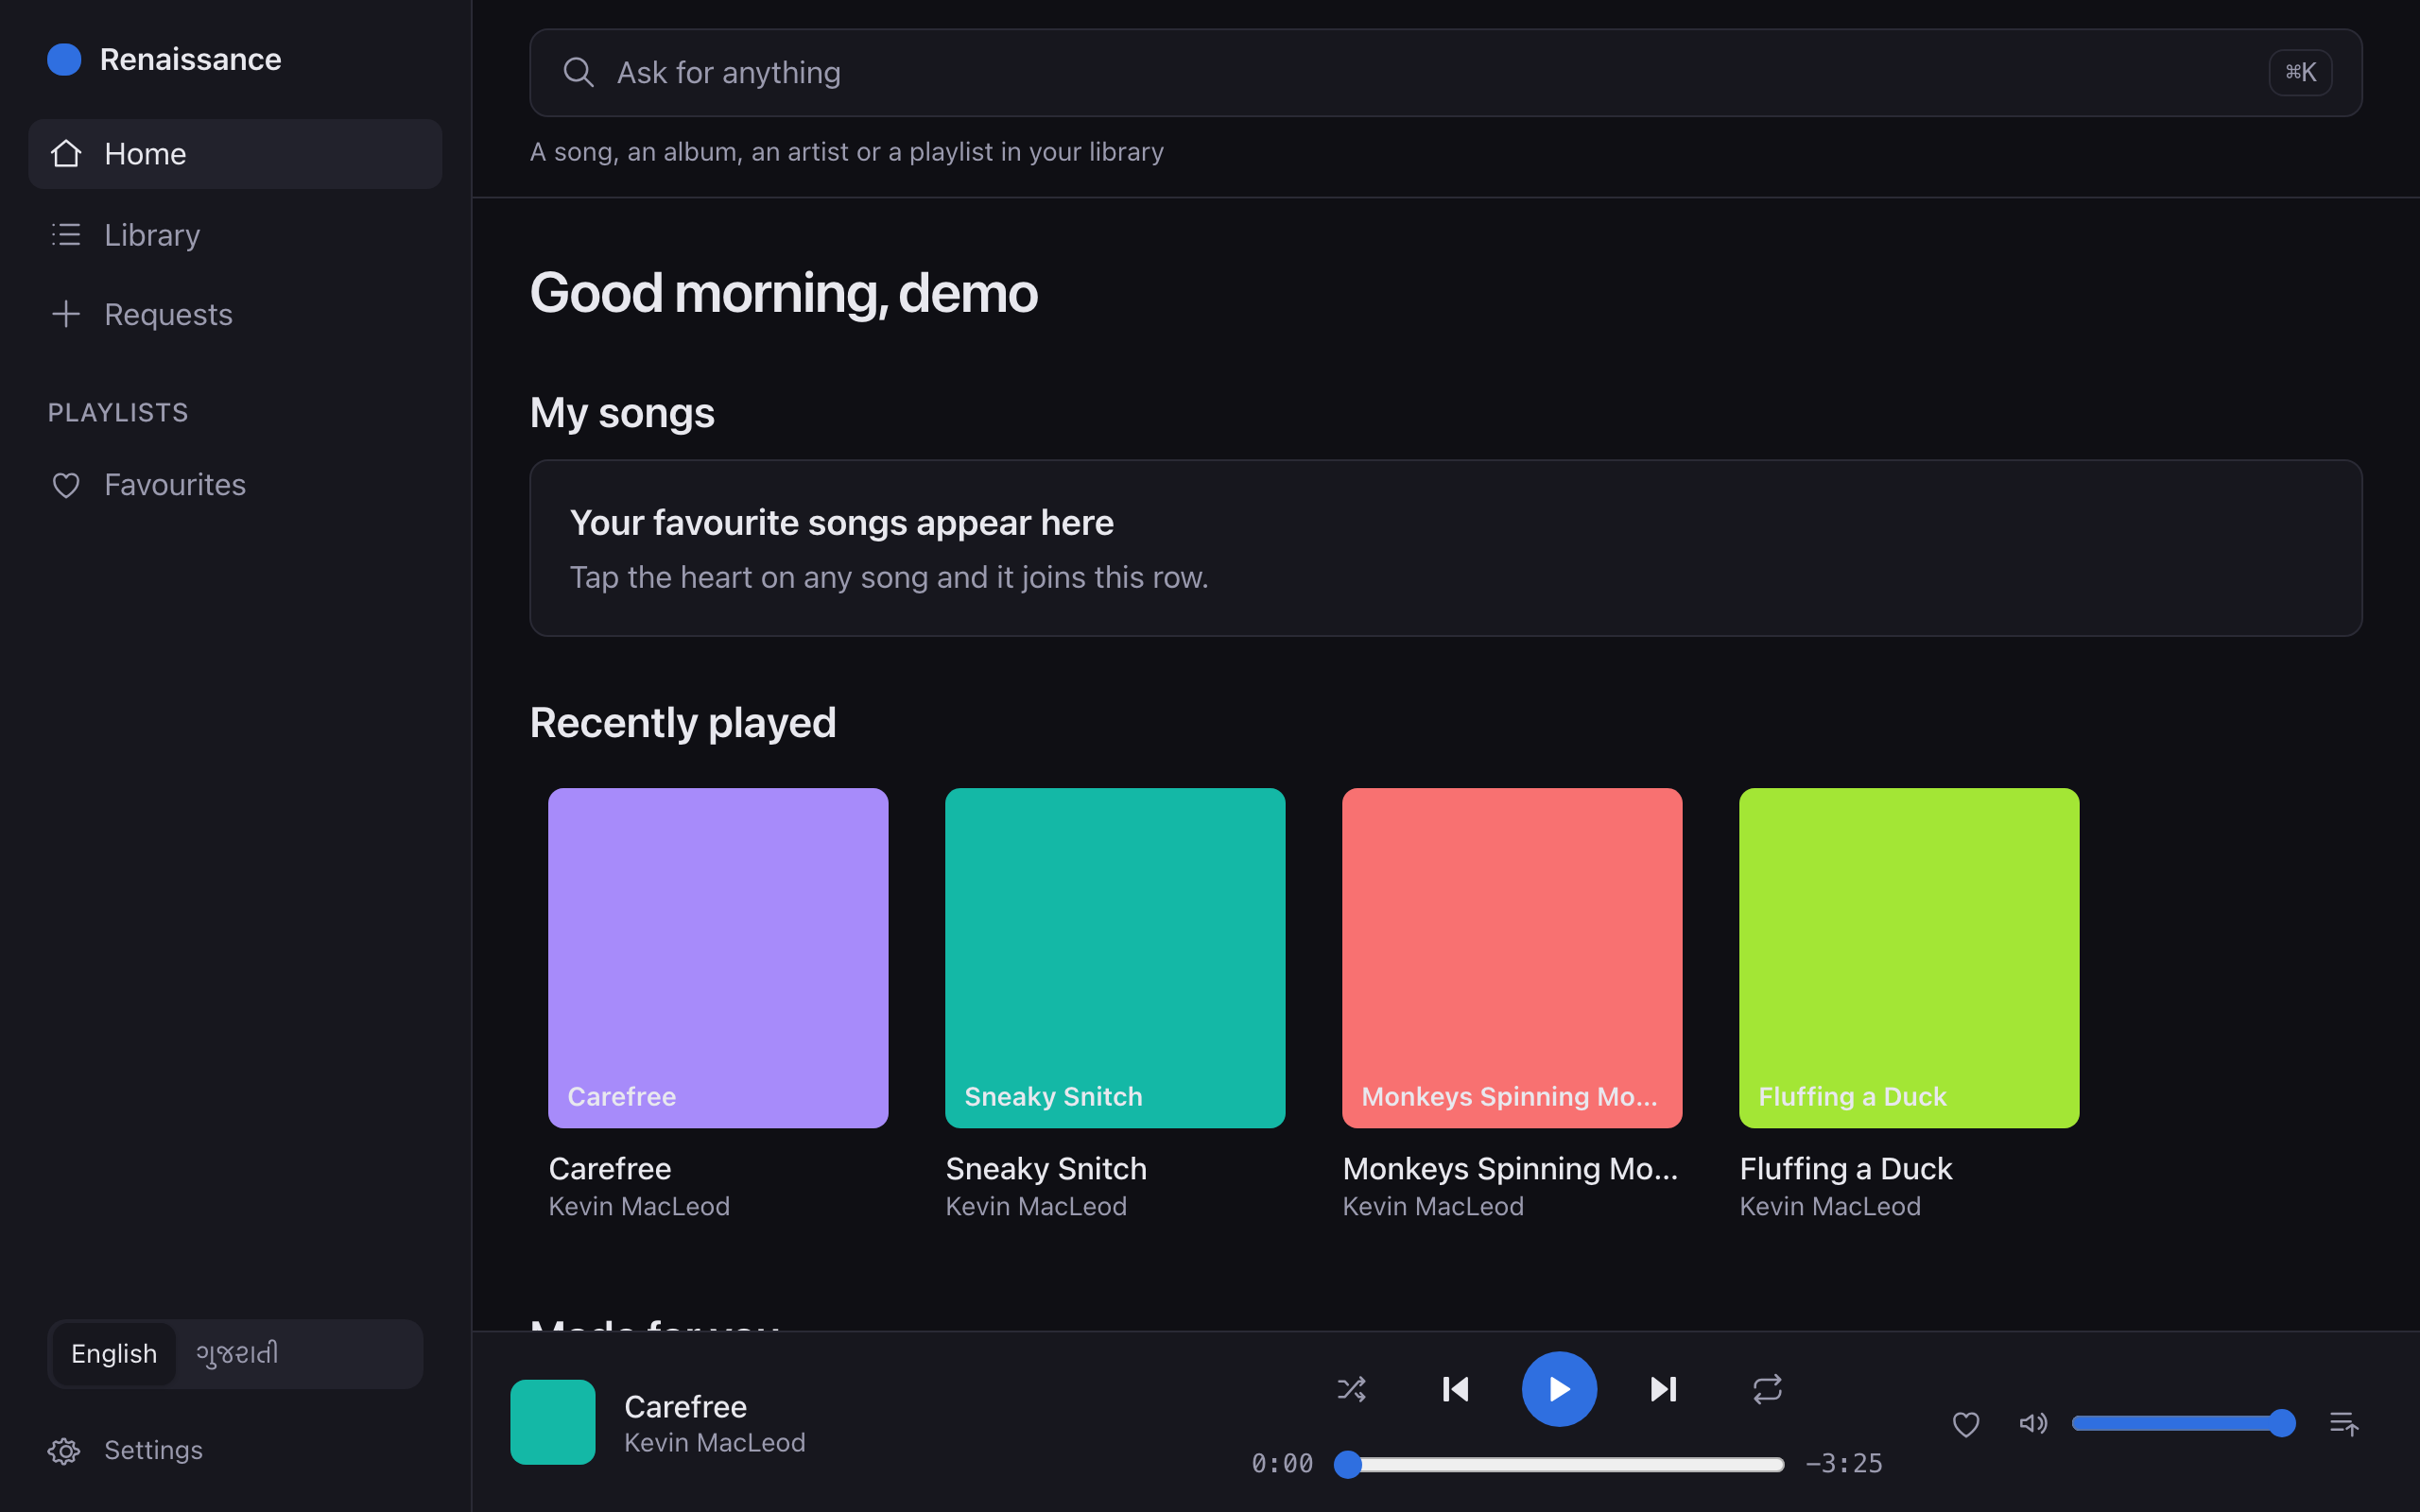 Renaissance
Home
Library
Requests
PLAYLISTS
Favourites
English ગુજરાતી
Settings
Ask for anything ⌘K
A song, an album, an artist or a playlist in your library
Good morning, demo
My songs
Your favourite songs appear here
Tap the heart on any song and it joins this row.
Recently played
Carefree
Carefree
Kevin MacLeod
Sneaky Snitch
Sneaky Snitch
Kevin MacLeod
Monkeys Spinning Mo...
Monkeys Spinning Mo...
Kevin MacLeod
Fluffing a Duck
Fluffing a Duck
Kevin MacLeod
Made for you
Carefree
Kevin MacLeod
0:00 −3:25